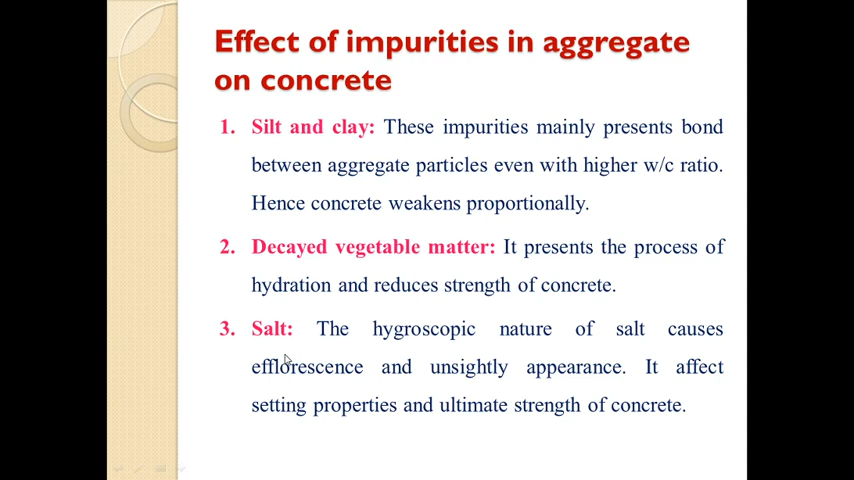 Effect of impurities in aggregate
on concrete
1. Silt and clay: These impurities mainly presents bond
between aggregate particles even with higher w/c ratio.
Hence concrete weakens proportionally.
2. Decayed vegetable matter: It presents the process of
hydration and reduces strength of concrete.
3. Salt: The hygroscopic nature of salt causes
efflorescence and unsightly appearance. It affect
setting properties and ultimate strength of concrete.